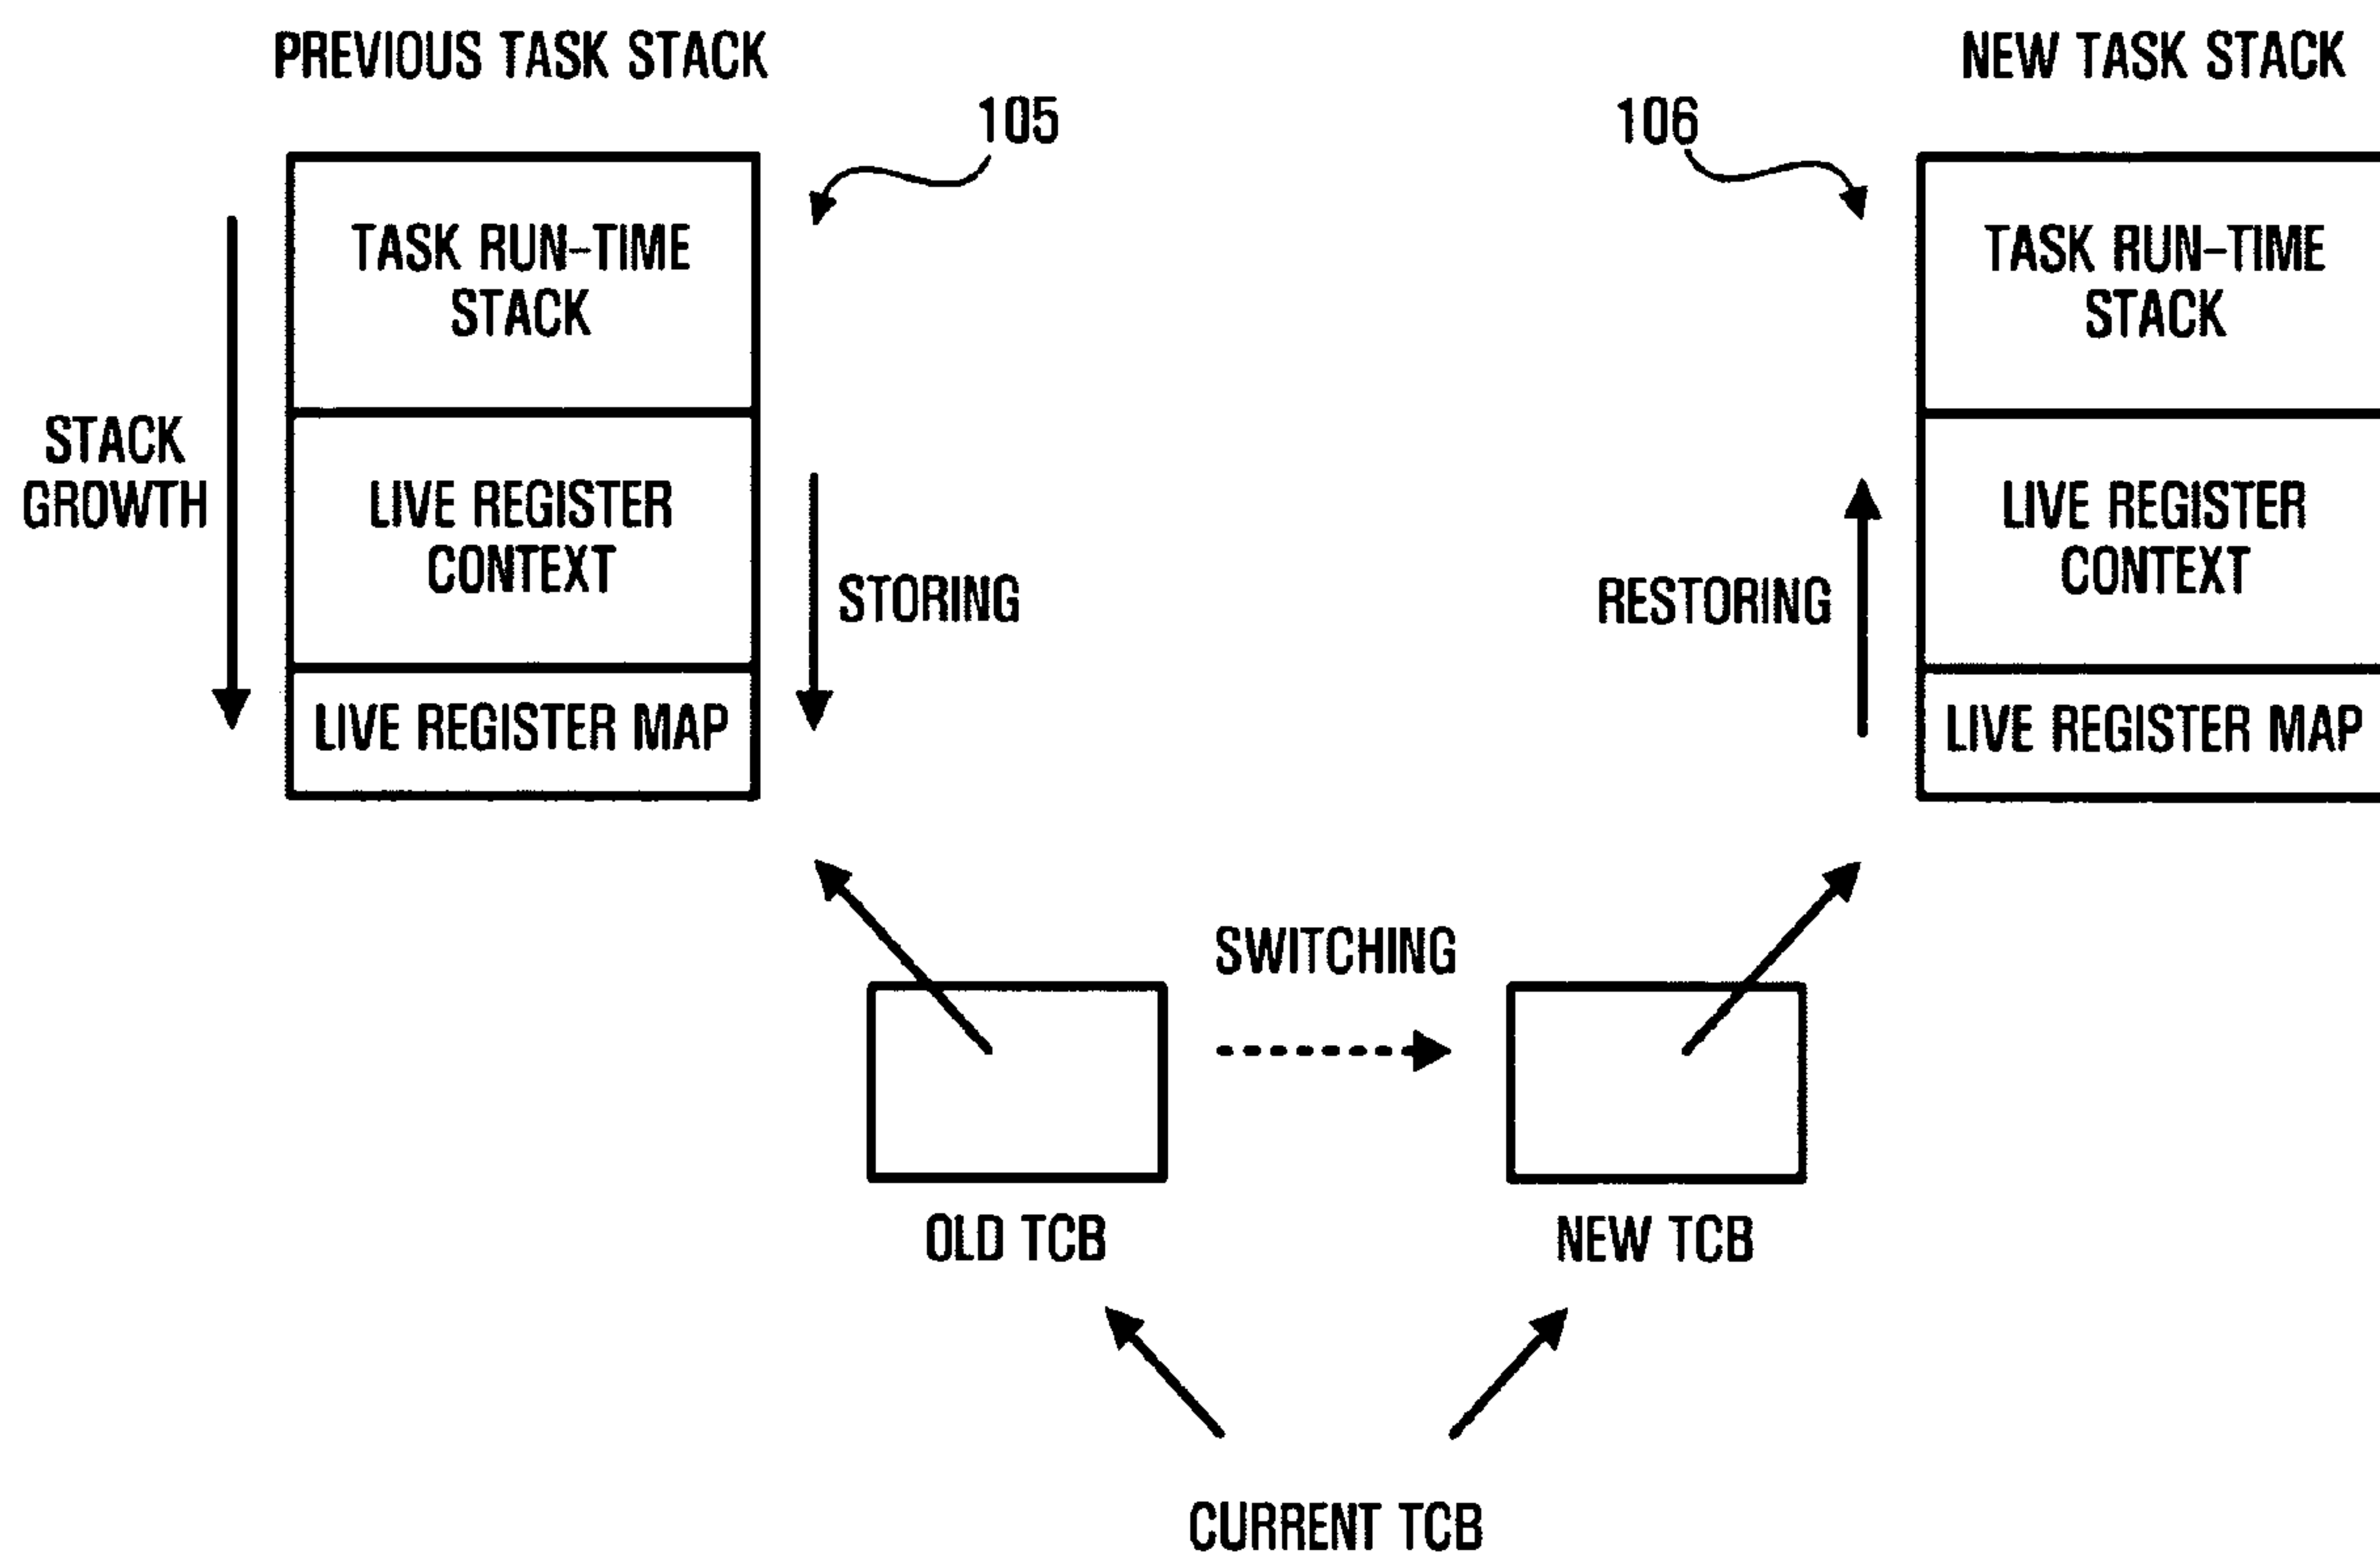 PREVIOUS TASK STACK
NEW TASK STACK
105
106
TASK RUN-TIME
STACK
TASK RUN-TIME
STACK
STACK
GROWTH
LIVE REGISTER
CONTEXT
STORING
RESTORING
LIVE REGISTER
CONTEXT
LIVE REGISTER MAP
LIVE REGISTER MAP
SWITCHING
OLD TCB
NEW TCB
CURRENT TCB